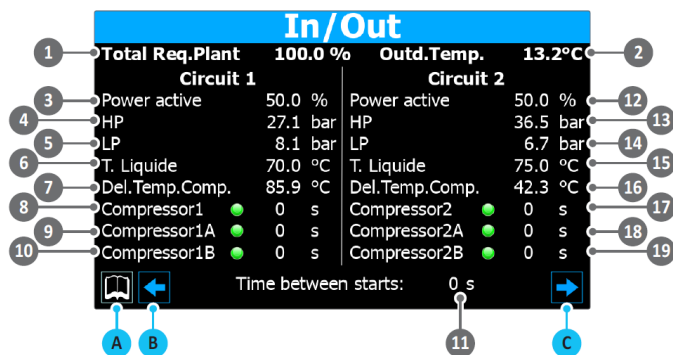 In/Out
1 Total Req.Plant 100.0 % Outd.Temp. 13.2°C 2
Circuit 1 Circuit 2
3 Power active 50.0 % Power active 50.0 % 12
4 HP 27.1 bar HP 36.5 bar 13
5 LP 8.1 bar LP 6.7 bar 14
6 T. Liquide 70.0 °C T. Liquide 75.0 °C 15
7 Del.Temp.Comp. 85.9 °C Del.Temp.Comp. 42.3 °C 16
8 Compressor1 0 s Compressor2 0 s 17
9 Compressor1A 0 s Compressor2A 0 s 18
10 Compressor1B 0 s Compressor2B 0 s 19
Time between starts: 0 s
A B 11 C